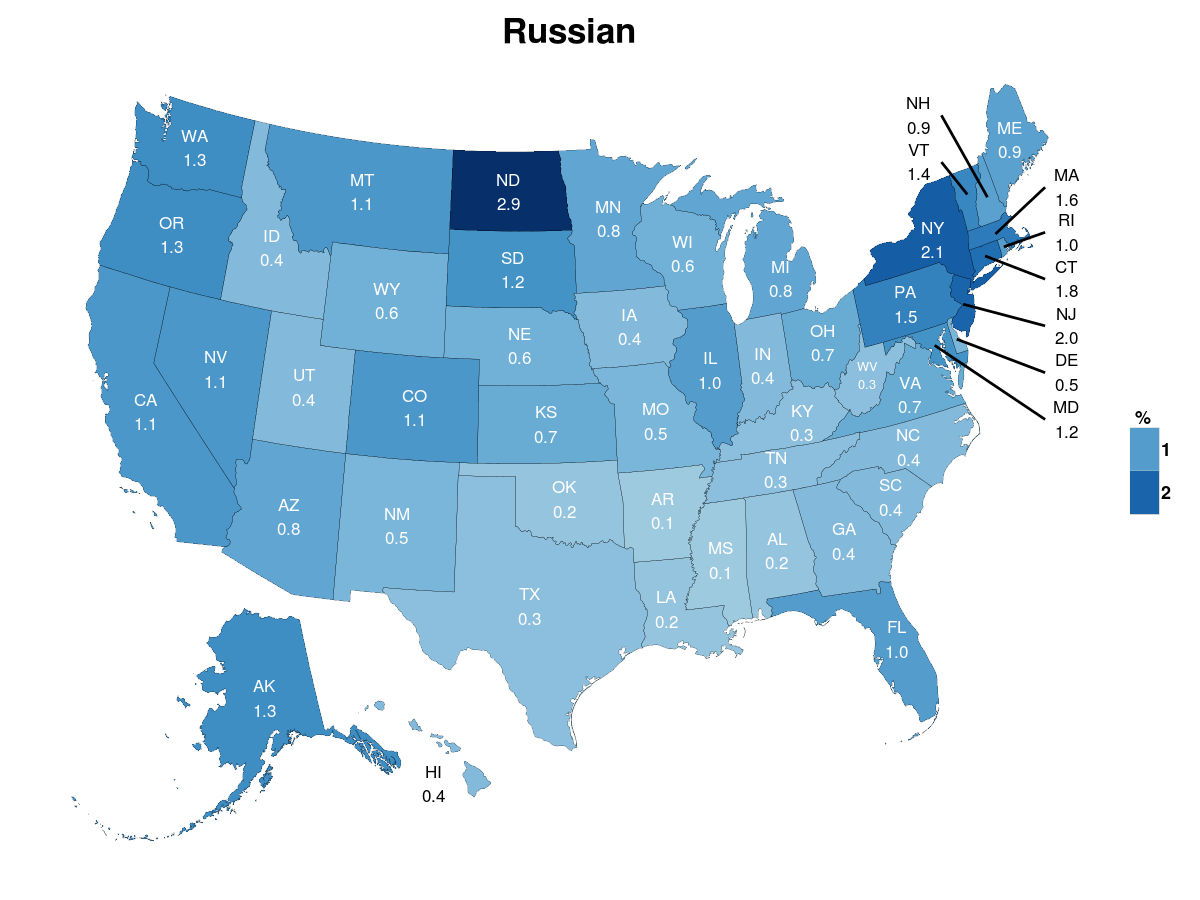 Russian
WA
1.3
OR
1.3
CA
1.1
NV
1.1
ID
0.4
MT
1.1
WY
0.6
UT
0.4
CO
1.1
AZ
0.8
NM
0.5
ND
2.9
SD
1.2
NE
0.6
KS
0.7
OK
0.2
TX
0.3
MN
0.8
IA
0.4
MO
0.5
AR
0.1
LA
0.2
WI
0.6
IL
1.0
MI
0.8
IN
0.4
OH
0.7
KY
0.3
TN
0.3
MS
0.1
AL
0.2
GA
0.4
FL
1.0
SC
0.4
NC
0.4
VA
0.7
WV
0.3
PA
1.5
NY
2.1
ME
0.9
NH
0.9
VT
1.4
MA
1.6
RI
1.0
CT
1.8
NJ
2.0
DE
0.5
MD
1.2
AK
1.3
HI
0.4
%
1
2